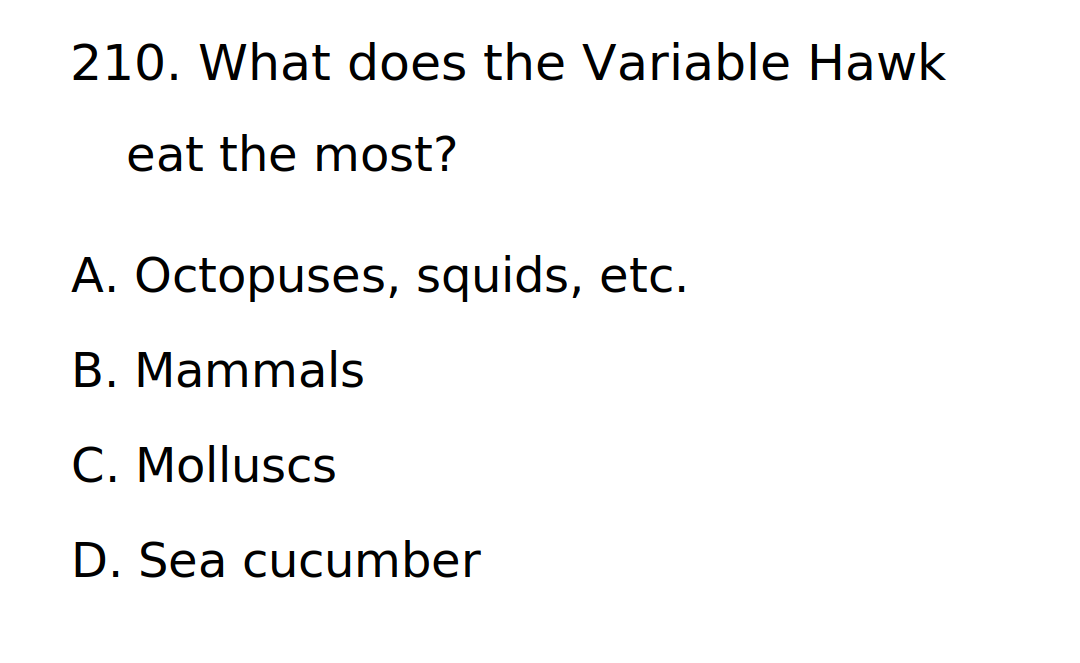 210. What does the Variable Hawk
eat the most?
A. Octopuses, squids, etc.
B. Mammals
C. Molluscs
D. Sea cucumber